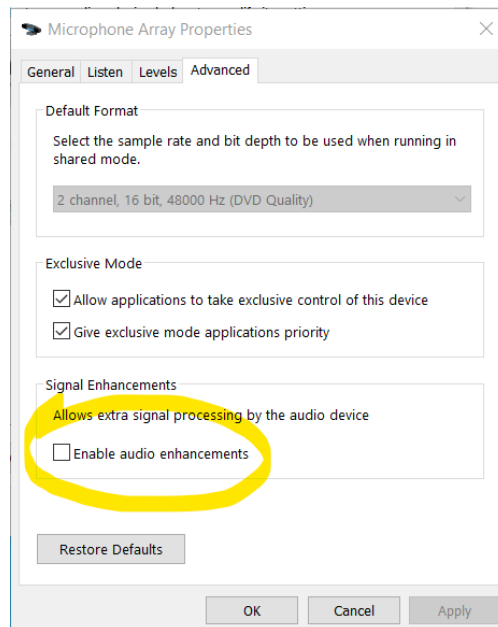 Microphone Array Properties
General Listen Levels Advanced
Default Format
Select the sample rate and bit depth to be used when running in
shared mode.
2 channel, 16 bit, 48000 Hz (DVD Quality)
Exclusive Mode
Allow applications to take exclusive control of this device
Give exclusive mode applications priority
Signal Enhancements
Allows extra signal processing by the audio device
Enable audio enhancements
Restore Defaults
OK Cancel Apply